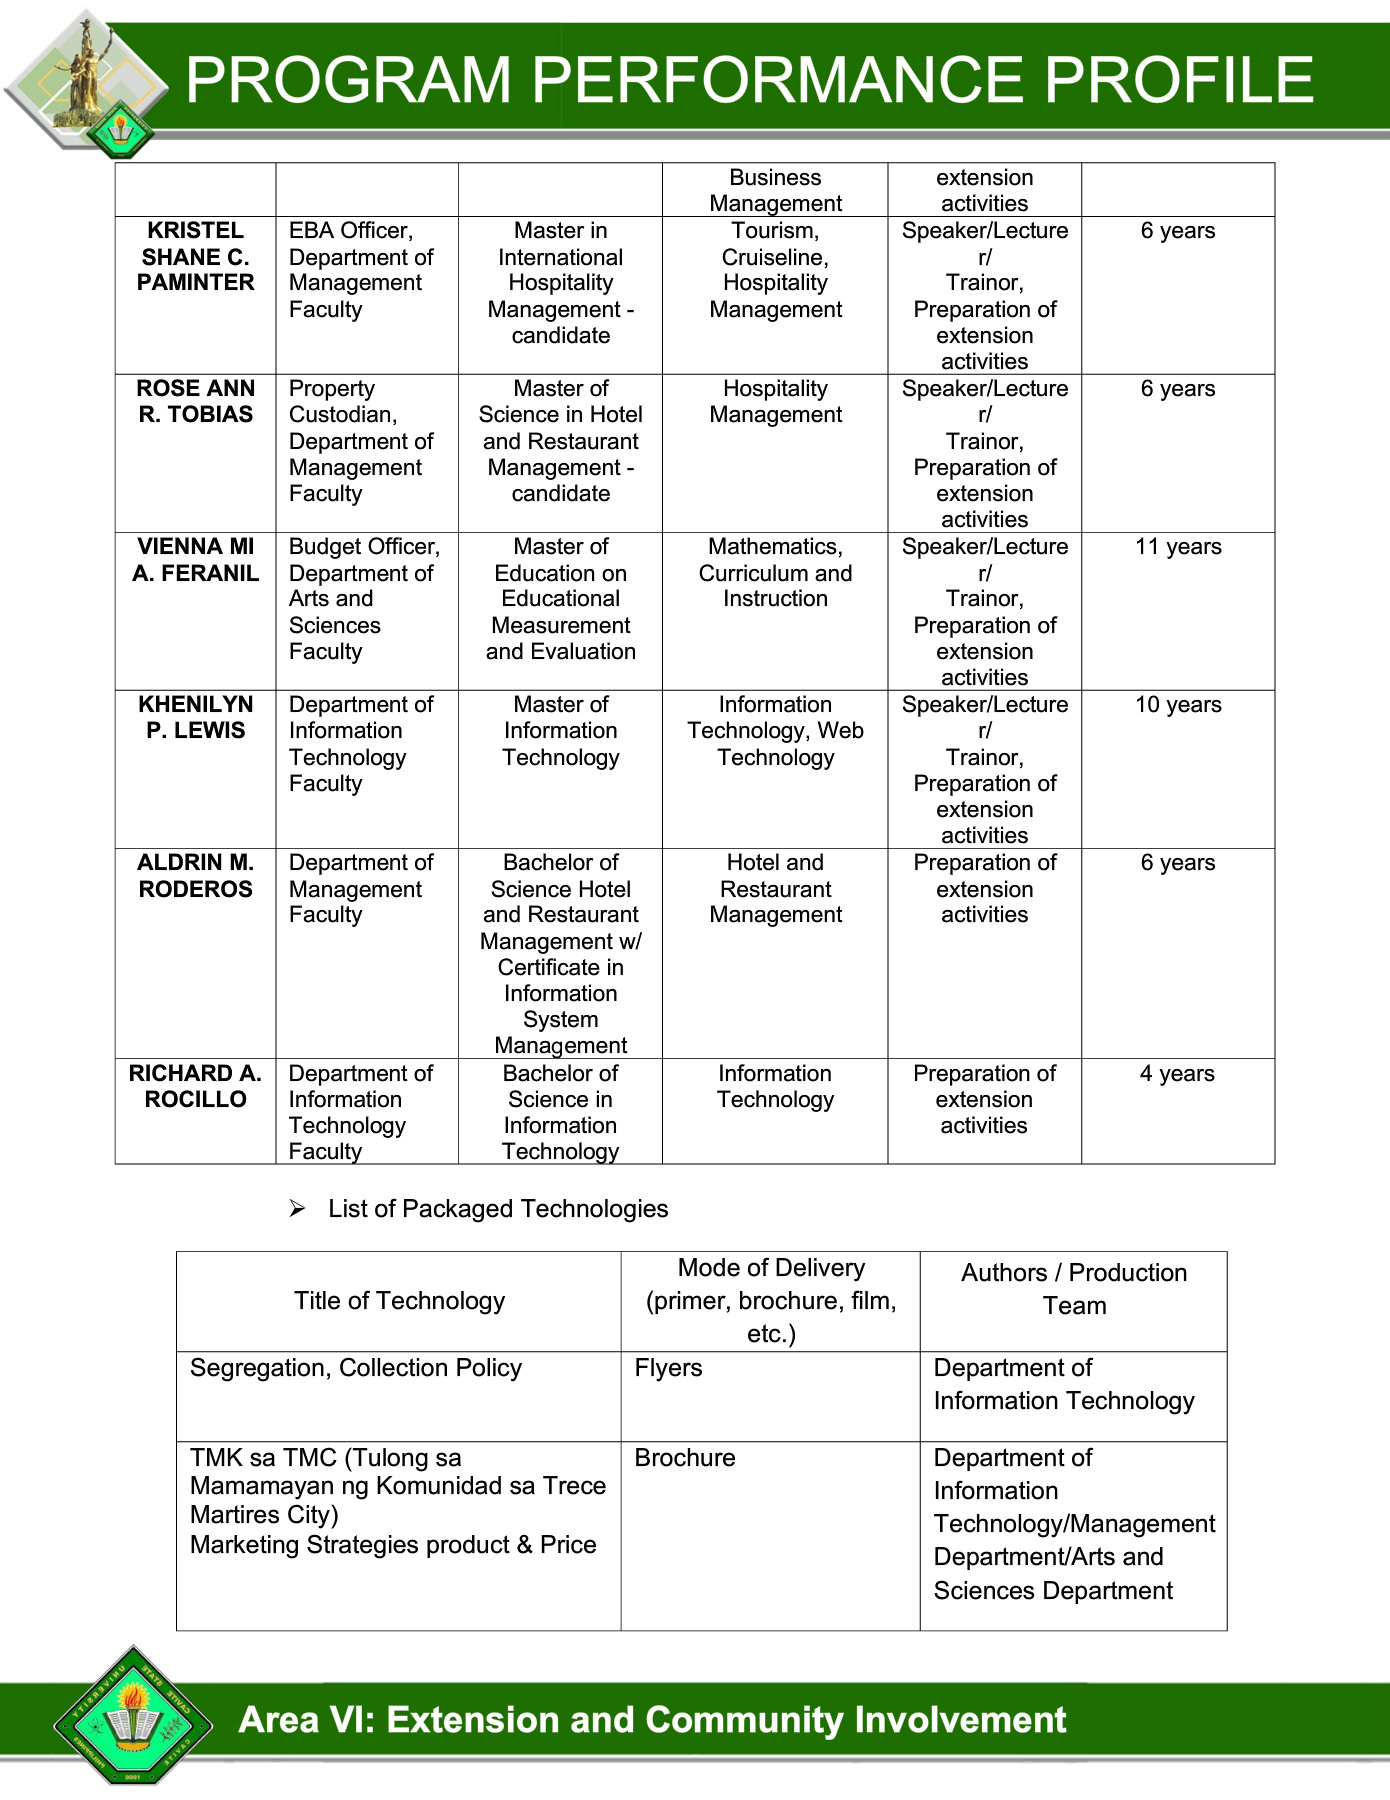 PROGRAM PERFORMANCE PROFILE
Business
Management
extension
activities
KRISTEL
SHANE C.
PAMINTER
EBA Officer,
Department of
Management
Faculty
Master in
International
Hospitality
Management -
candidate
Tourism,
Cruiseline,
Hospitality
Management
Speaker/Lecture
r/
Trainor,
Preparation of
extension
activities
6 years
ROSE ANN
R. TOBIAS
Property
Custodian,
Department of
Management
Faculty
Master of
Science in Hotel
and Restaurant
Management -
candidate
Hospitality
Management
Speaker/Lecture
r/
Trainor,
Preparation of
extension
activities
6 years
VIENNA MI
A. FERANIL
Budget Officer,
Department of
Arts and
Sciences
Faculty
Master of
Education on
Educational
Measurement
and Evaluation
Mathematics,
Curriculum and
Instruction
Speaker/Lecture
r/
Trainor,
Preparation of
extension
activities
11 years
KHENILYN
P. LEWIS
Department of
Information
Technology
Faculty
Master of
Information
Technology
Information
Technology, Web
Technology
Speaker/Lecture
r/
Trainor,
Preparation of
extension
activities
10 years
ALDRIN M.
RODEROS
Department of
Management
Faculty
Bachelor of
Science Hotel
and Restaurant
Management w/
Certificate in
Information
System
Management
Hotel and
Restaurant
Management
Preparation of
extension
activities
6 years
RICHARD A.
ROCILLO
Department of
Information
Technology
Faculty
Bachelor of
Science in
Information
Technology
Information
Technology
Preparation of
extension
activities
4 years
➢ List of Packaged Technologies
Title of Technology
Mode of Delivery
(primer, brochure, film,
etc.)
Authors / Production
Team
Segregation, Collection Policy
Flyers
Department of
Information Technology
TMK sa TMC (Tulong sa
Mamamayan ng Komunidad sa Trece
Martires City)
Marketing Strategies product & Price
Brochure
Department of
Information
Technology/Management
Department/Arts and
Sciences Department
CAVITE STATE UNIVERSITY
CAVITE
PHILIPPINES
Area VI: Extension and Community Involvement